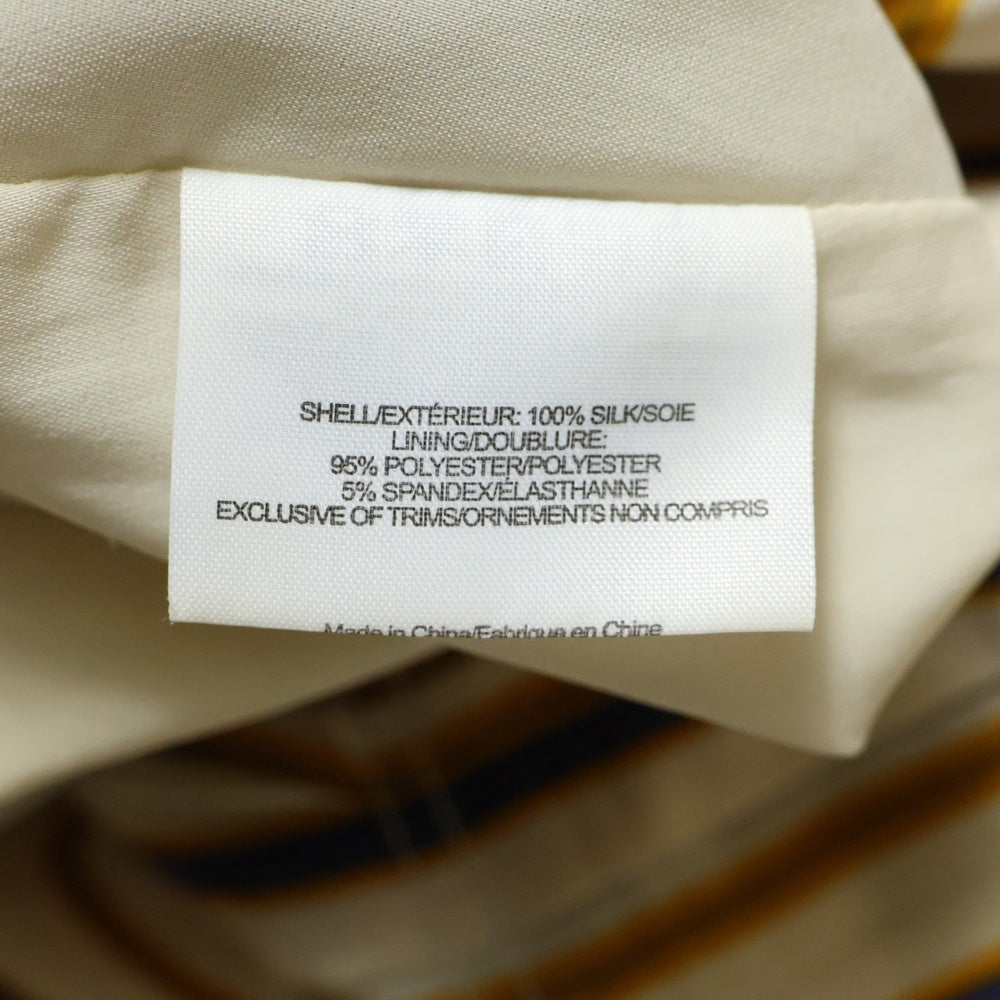 SHELL/EXTÉRIEUR: 100% SILK/SOIE
LINING/DOUBLURE:
95% POLYESTER/POLYESTER
5% SPANDEX/ÉLASTHANNE
EXCLUSIVE OF TRIMS/ORNEMENTS NON COMPRIS
Made in China/Fabrique en Chine